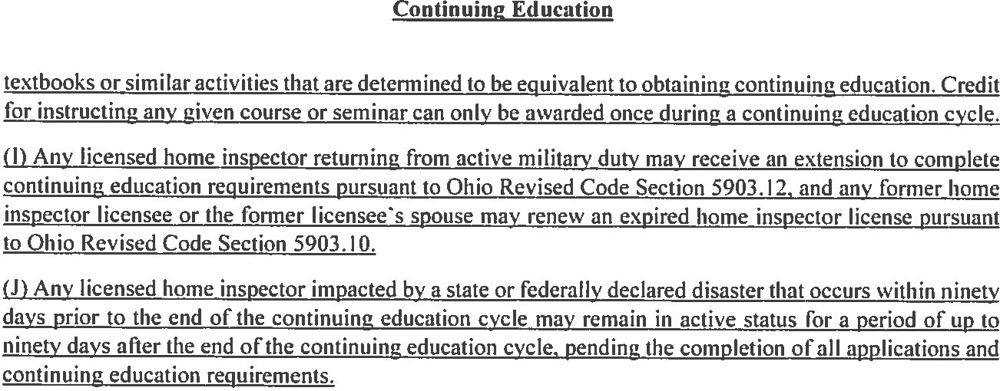 Continuing Education
textbooks or similar activities that are determined to be equivalent to obtaining continuing education. Credit
for instructing any given course or seminar can only be awarded once during a continuing education cycle.
(I) Any licensed home inspector returning from active military duty may receive an extension to complete
continuing education requirements pursuant to Ohio Revised Code Section 5903.12, and any former home
inspector licensee or the former licensee`s spouse may renew an expired home inspector license pursuant
to Ohio Revised Code Section 5903.10.
(J) Any licensed home inspector impacted by a state or federally declared disaster that occurs within ninety
days prior to the end of the continuing education cycle may remain in active status for a period of up to
ninety days after the end of the continuing education cycle, pending the completion of all applications and
continuing education requirements.